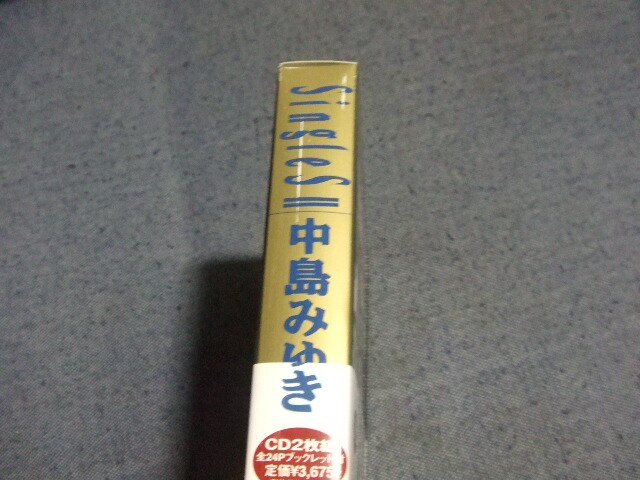 Singles II
中島みゆき
CD2枚組
全24Pブックレット
定価¥3,675